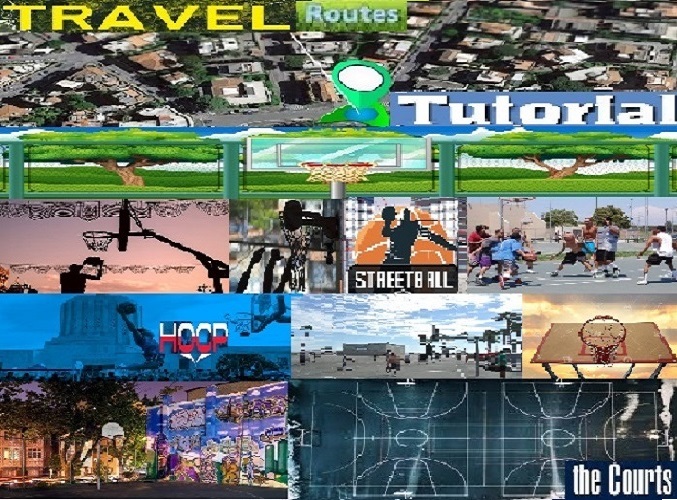 TRAVEL Routes
Tutorial
STREETBALL
HOOP
the Courts